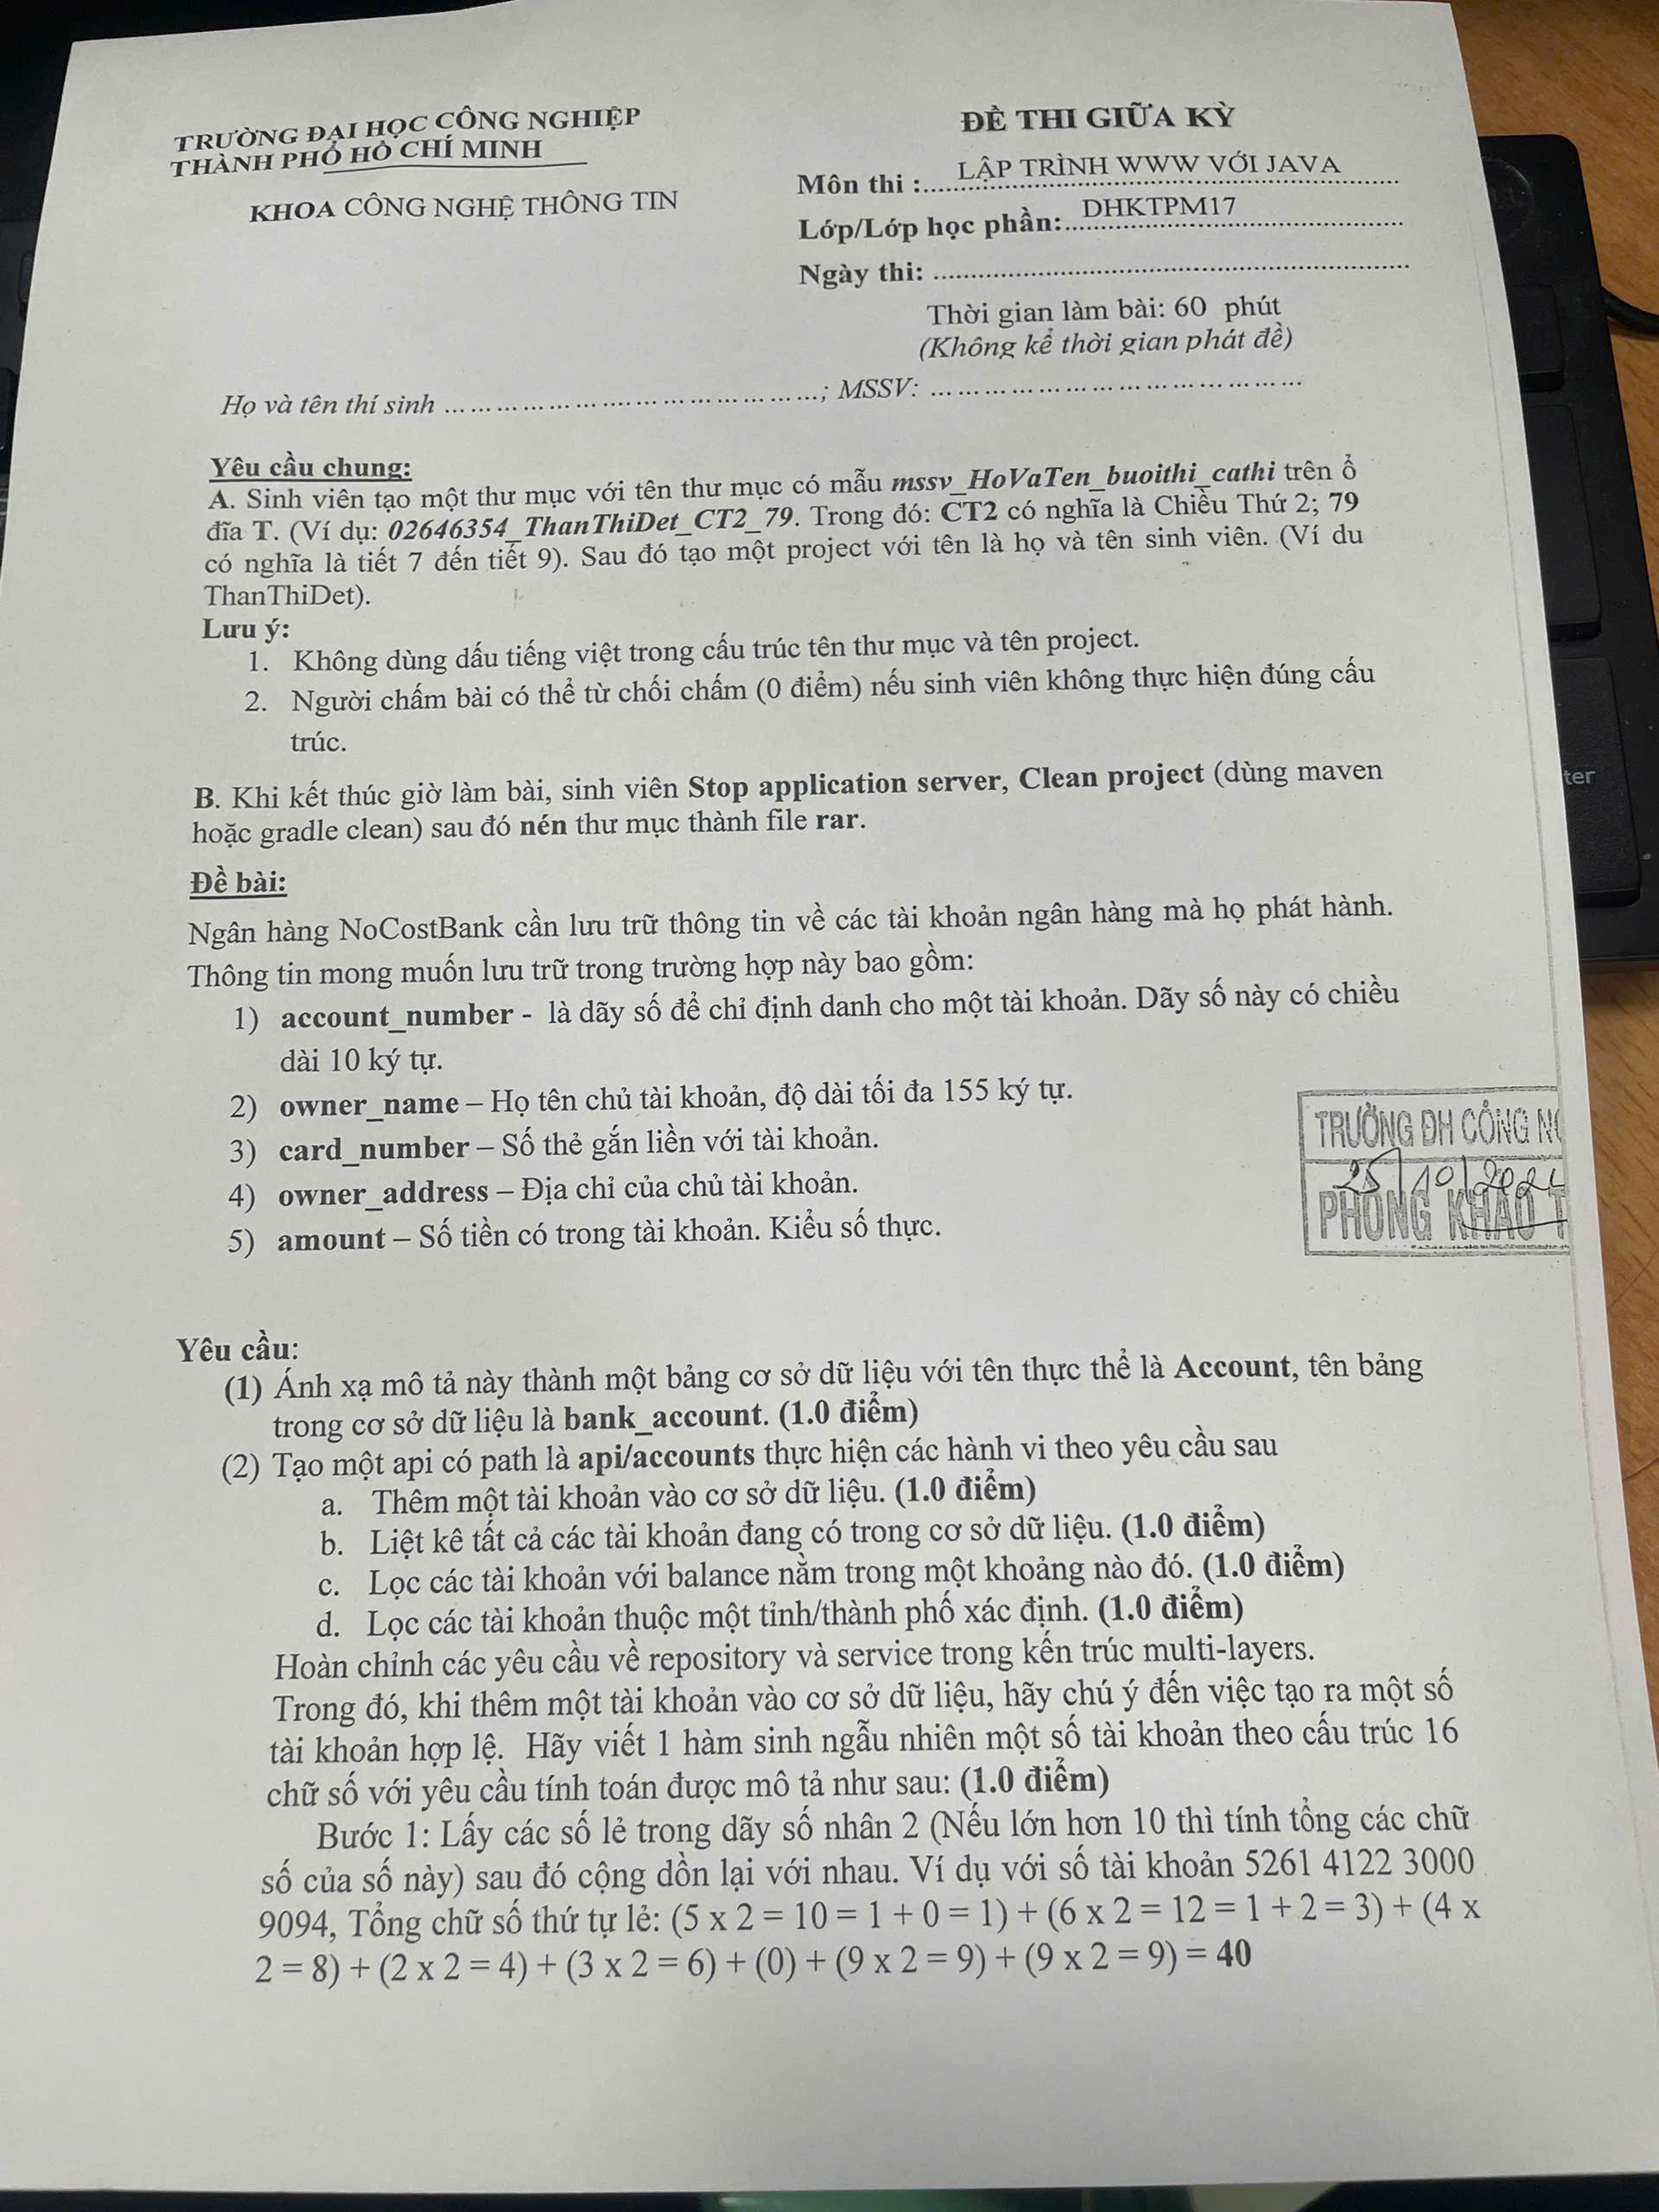 TRƯỜNG ĐẠI HỌC CÔNG NGHIỆP
THÀNH PHỐ HỒ CHÍ MINH
KHOA CÔNG NGHỆ THÔNG TIN
ĐỀ THI GIỮA KỲ
Môn thi :....LẬP TRÌNH WWW VỚI JAVA
Lớp/Lớp học phần:..DHKTPM17
Ngày thi: ................................................
Thời gian làm bài: 60 phút
(Không kể thời gian phát đề)
Họ và tên thí sinh ................................................; MSSV: ................................................
Yêu cầu chung:
A. Sinh viên tạo một thư mục với tên thư mục có mẫu mssv_HoVaTen_buoithi_cathi trên ổ
đĩa T. (Ví dụ: 02646354_ThanThiDet_CT2_79. Trong đó: CT2 có nghĩa là Chiều Thứ 2; 79
có nghĩa là tiết 7 đến tiết 9). Sau đó tạo một project với tên là họ và tên sinh viên. (Ví du
ThanThiDet).
Lưu ý:
1. Không dùng dấu tiếng việt trong cấu trúc tên thư mục và tên project.
2. Người chấm bài có thể từ chối chấm (0 điểm) nếu sinh viên không thực hiện đúng cấu
trúc.
B. Khi kết thúc giờ làm bài, sinh viên Stop application server, Clean project (dùng maven
hoặc gradle clean) sau đó nén thư mục thành file rar.
Đề bài:
Ngân hàng NoCostBank cần lưu trữ thông tin về các tài khoản ngân hàng mà họ phát hành.
Thông tin mong muốn lưu trữ trong trường hợp này bao gồm:
1) account_number - là dãy số để chỉ định danh cho một tài khoản. Dãy số này có chiều
dài 10 ký tự.
2) owner_name – Họ tên chủ tài khoản, độ dài tối đa 155 ký tự.
3) card_number – Số thẻ gắn liền với tài khoản.
4) owner_address – Địa chỉ của chủ tài khoản.
5) amount – Số tiền có trong tài khoản. Kiểu số thực.
TRƯỜNG ĐH CÔNG
25/10/2024
PHÒNG KHẢO
Yêu cầu:
(1) Ánh xạ mô tả này thành một bảng cơ sở dữ liệu với tên thực thể là Account, tên bảng
trong cơ sở dữ liệu là bank_account. (1.0 điểm)
(2) Tạo một api có path là api/accounts thực hiện các hành vi theo yêu cầu sau
a. Thêm một tài khoản vào cơ sở dữ liệu. (1.0 điểm)
b. Liệt kê tất cả các tài khoản đang có trong cơ sở dữ liệu. (1.0 điểm)
c. Lọc các tài khoản với balance nằm trong một khoảng nào đó. (1.0 điểm)
d. Lọc các tài khoản thuộc một tỉnh/thành phố xác định. (1.0 điểm)
Hoàn chỉnh các yêu cầu về repository và service trong kến trúc multi-layers.
Trong đó, khi thêm một tài khoản vào cơ sở dữ liệu, hãy chú ý đến việc tạo ra một số
tài khoản hợp lệ. Hãy viết 1 hàm sinh ngẫu nhiên một số tài khoản theo cấu trúc 16
chữ số với yêu cầu tính toán được mô tả như sau: (1.0 điểm)
Bước 1: Lấy các số lẻ trong dãy số nhân 2 (Nếu lớn hơn 10 thì tính tổng các chữ
số của số này) sau đó cộng dồn lại với nhau. Ví dụ với số tài khoản 5261 4122 3000
9094, Tổng chữ số thứ tự lẻ: (5 x 2 = 10 = 1 + 0 = 1) + (6 x 2 = 12 = 1 + 2 = 3) + (4 x
2 = 8) + (2 x 2 = 4) + (3 x 2 = 6) + (0) + (9 x 2 = 9) + (9 x 2 = 9) = 40